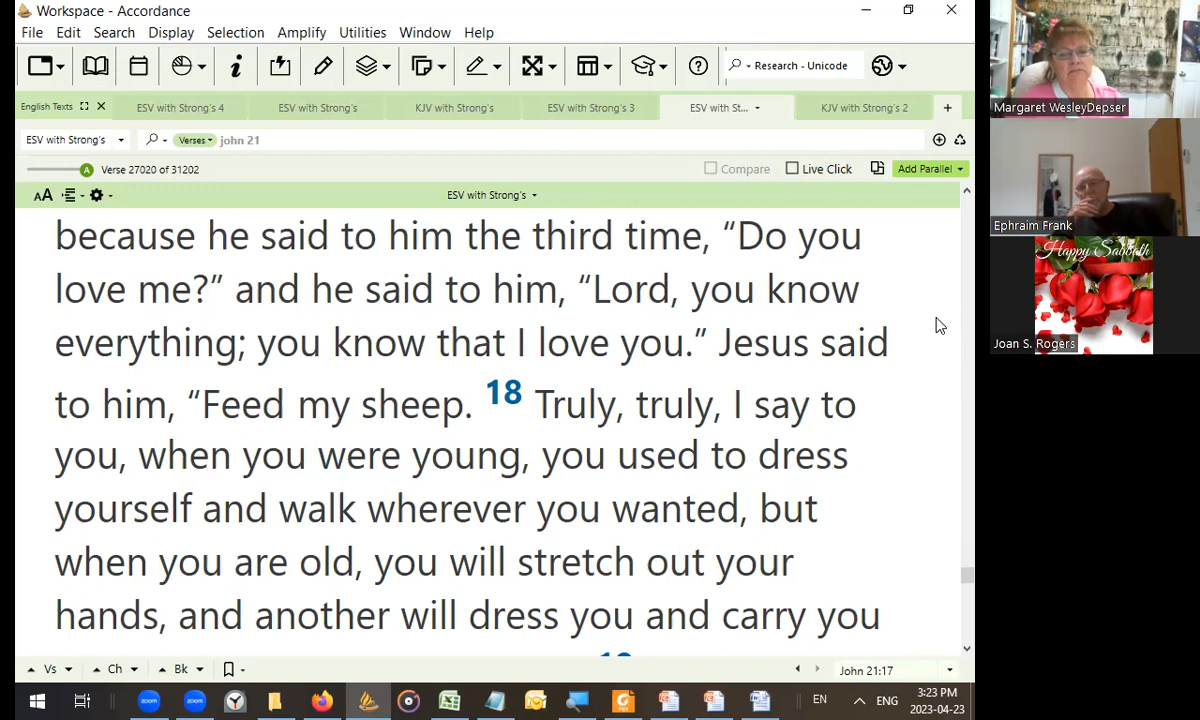 Workspace - Accordance
File Edit Search Display Selection Amplify Utilities Window Help
Research - Unicode
English Texts ESV with Strong's 4 ESV with Strong's KJV with Strong's ESV with Strong's 3 ESV with St... KJV with Strong's 2
ESV with Strong's Verses john 21
A Verse 27020 of 31202 Compare Live Click Add Parallel
AA ESV with Strong's
because he said to him the third time, “Do you
love me?” and he said to him, “Lord, you know
everything; you know that I love you.” Jesus said
to him, “Feed my sheep. 18 Truly, truly, I say to
you, when you were young, you used to dress
yourself and walk wherever you wanted, but
when you are old, you will stretch out your
hands, and another will dress you and carry you
Vs Ch Bk John 21:17
zoom zoom EN ENG 3:23 PM
2023-04-23
Margaret WesleyDepser
Ephraim Frank
Happy Sabbath
Joan S. Rogers